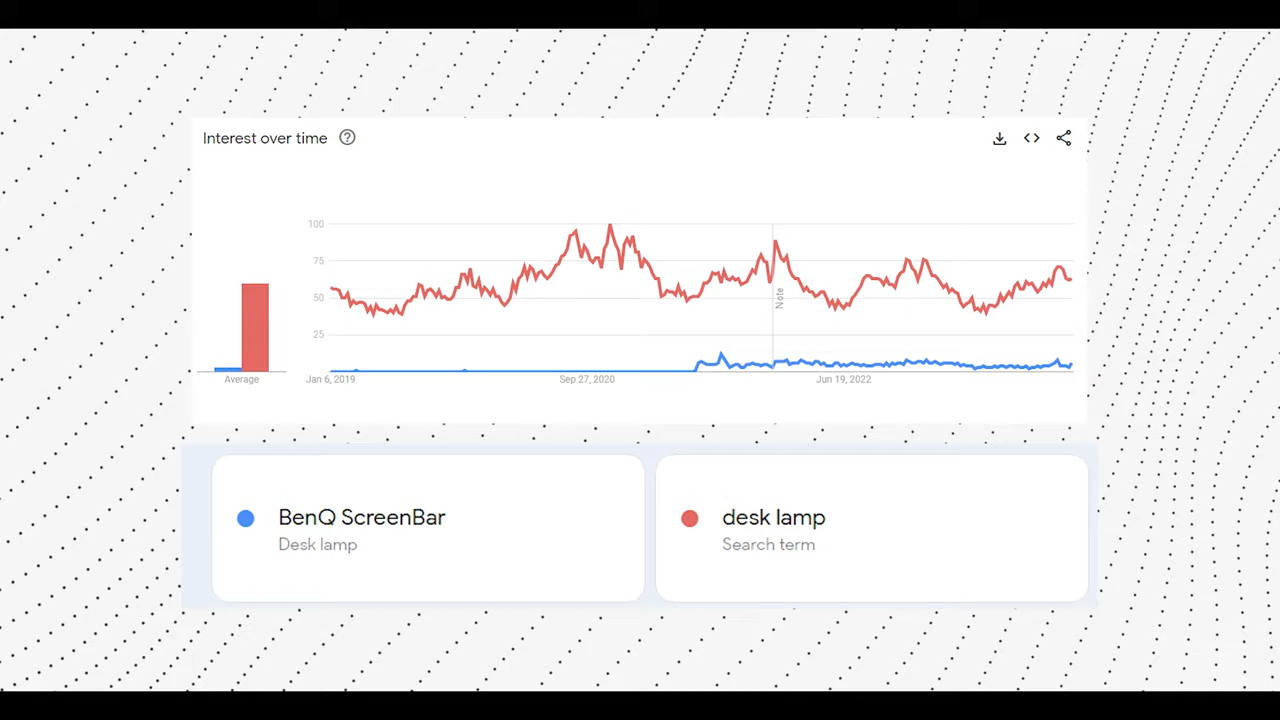 Interest over time
100
75
50
25
Note
Average
Jan 6, 2019
Sep 27, 2020
Jun 19, 2022
BenQ ScreenBar
Desk lamp
desk lamp
Search term